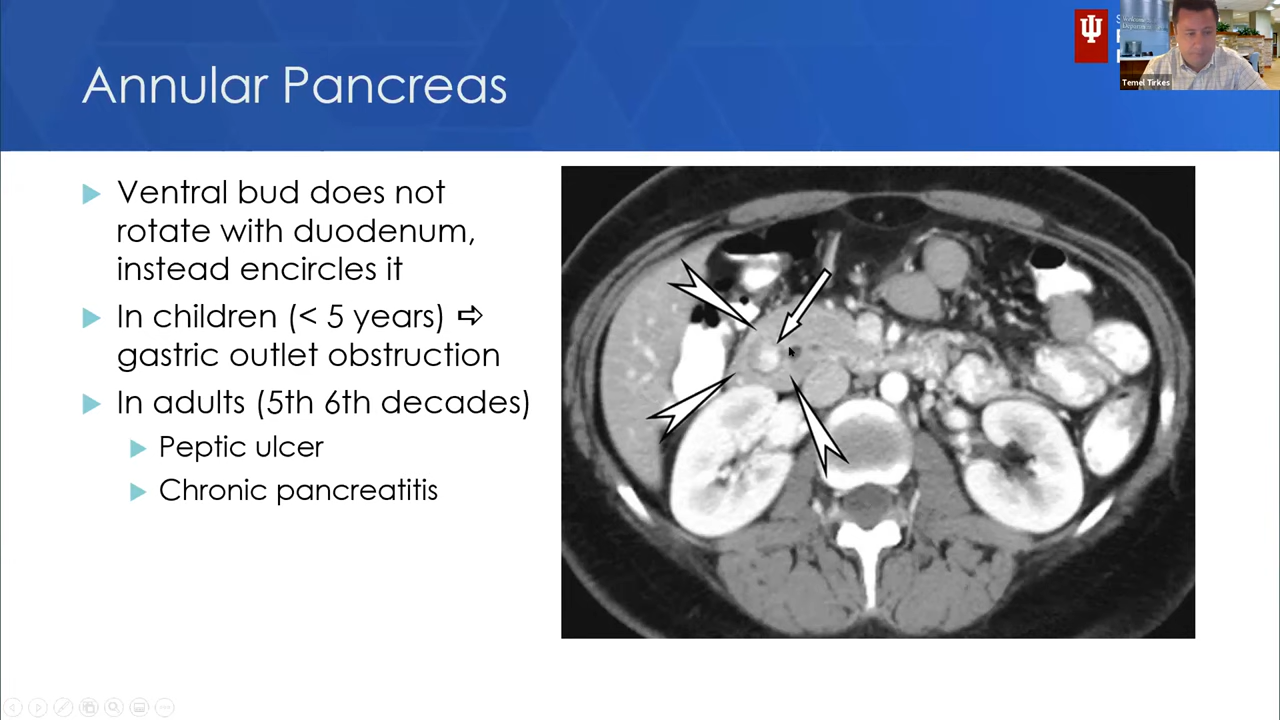 Annular Pancreas
Ventral bud does not
rotate with duodenum,
instead encircles it
In children (< 5 years) ⇨
gastric outlet obstruction
In adults (5th 6th decades)
Peptic ulcer
Chronic pancreatitis
Temel Tirkes